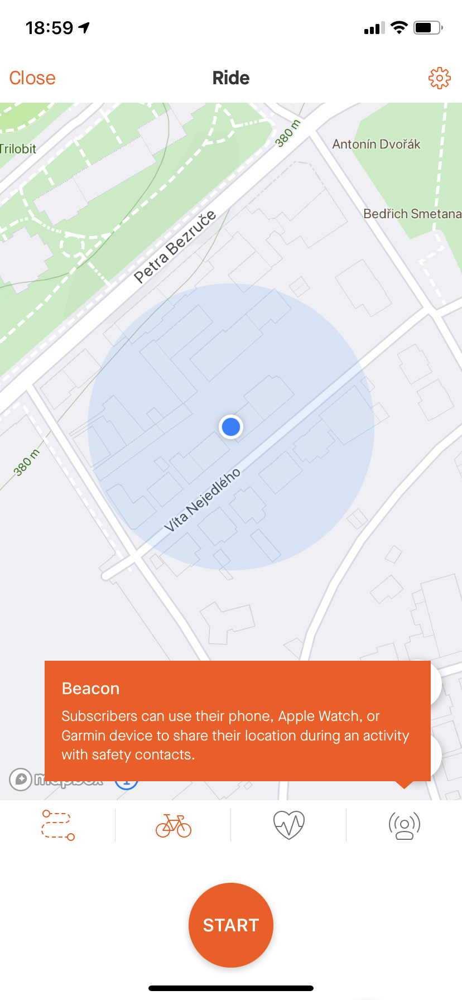 18:59
Close
Ride
380 m
Trilobit
Antonín Dvořák
Bedřich Smetana
Petra Bezruče
380 m
Víta Nejedlého
Beacon
Subscribers can use their phone, Apple Watch, or
Garmin device to share their location during an activity
with safety contacts.
mapbox
START